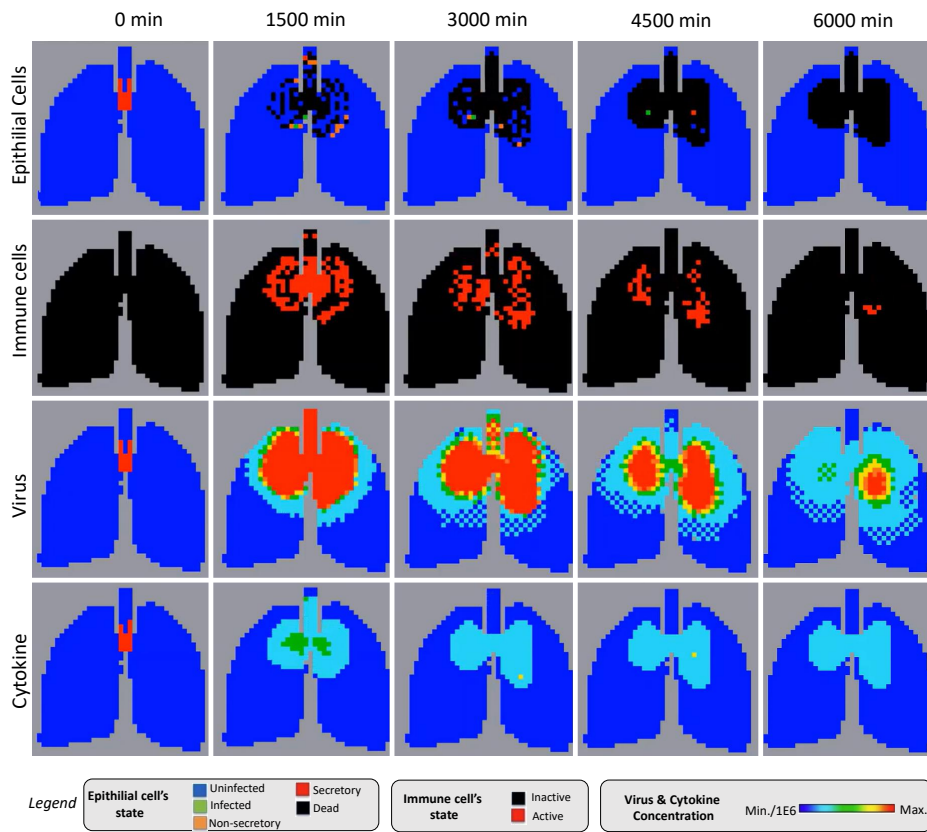 0 min 1500 min 3000 min 4500 min 6000 min
Epithilial Cells
Immune cells
Virus
Cytokine
Legend
Epithilial cell's state
Uninfected
Infected
Non-secretory
Secretory
Dead
Immune cell's state
Inactive
Active
Virus & Cytokine
Concentration
Min./1E6 Max.